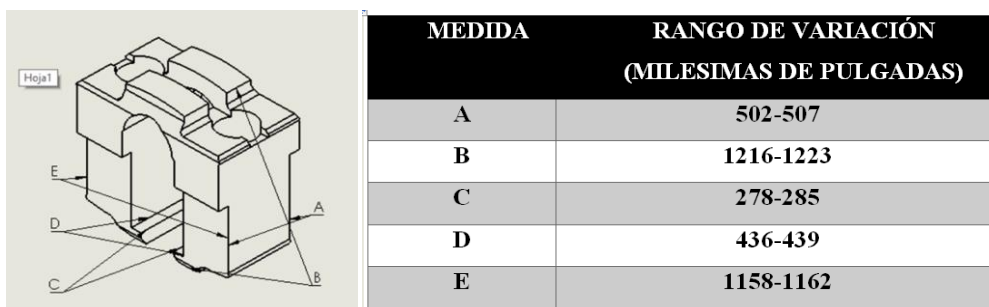 Hoja1
E
D
C
A
B
MEDIDA RANGO DE VARIACIÓN
(MILESIMAS DE PULGADAS)
A 502-507
B 1216-1223
C 278-285
D 436-439
E 1158-1162